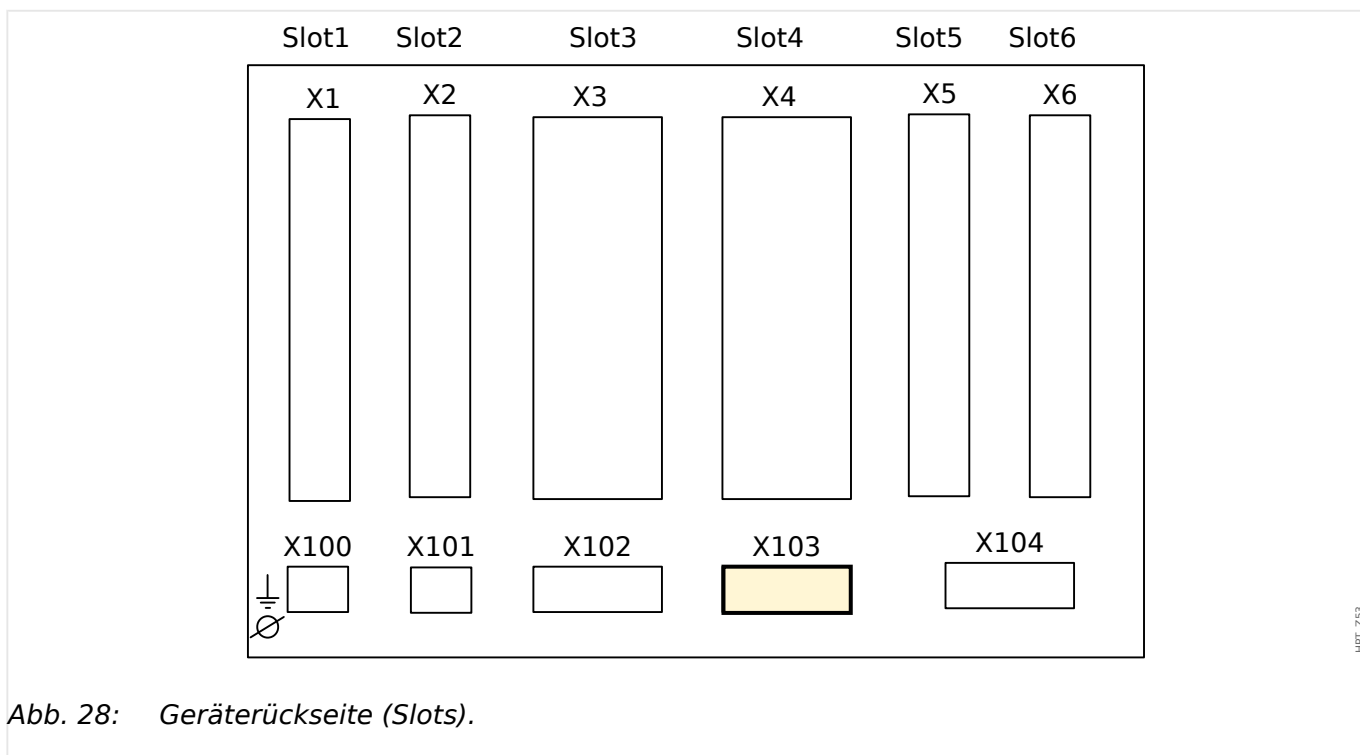 Slot1 Slot2 Slot3 Slot4 Slot5 Slot6
X1 X2 X3 X4 X5 X6
X100 X101 X102 X103 X104
Abb. 28: Geräterückseite (Slots).